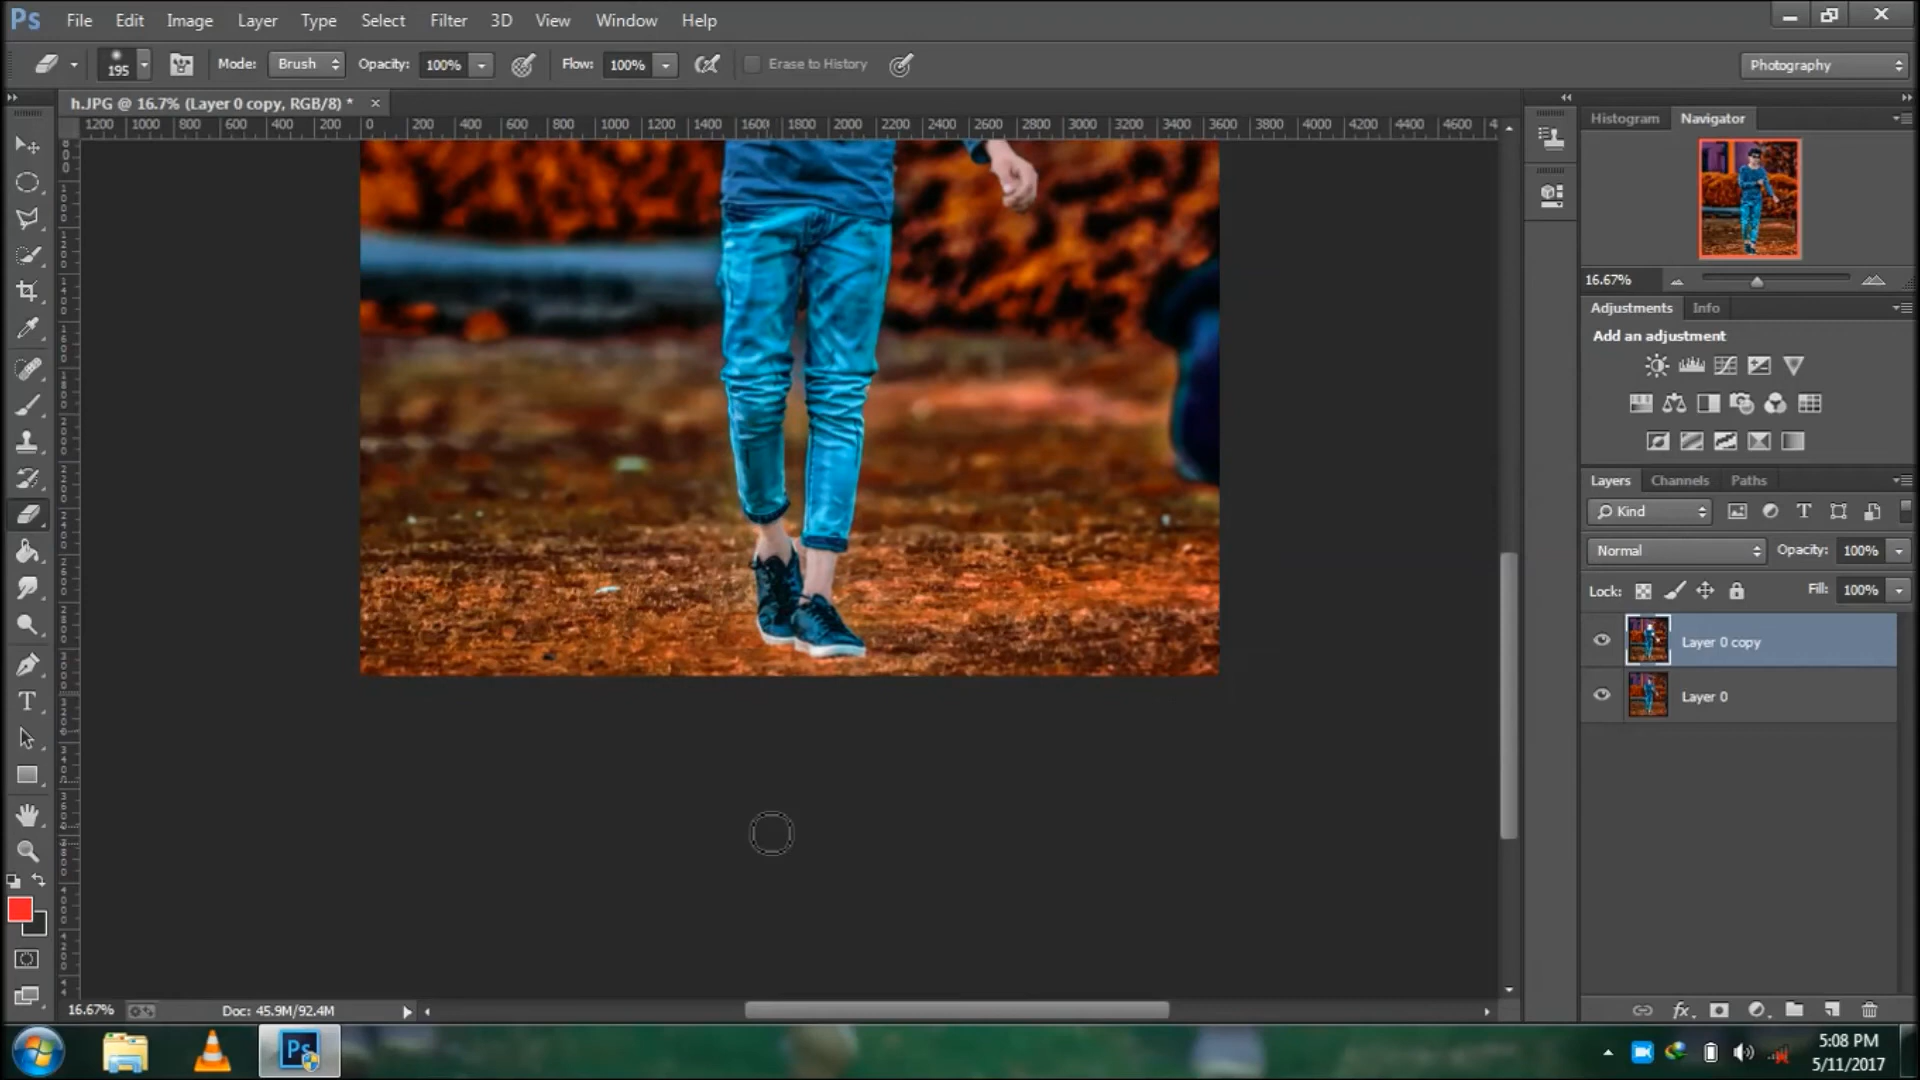 Ps File Edit Image Layer Type Select Filter 3D View Window Help
195 Mode: Brush Opacity: 100% Flow: 100% Erase to History Photography
h.JPG @ 16.7% (Layer 0 copy, RGB/8) * ×
1200 1000 800 600 400 200 0 200 400 600 800 1000 1200 1400 1600 1800 2000 2200 2400 2600 2800 3000 3200 3400 3600 3800 4000 4200 4400 4600 4
Histogram Navigator
16.67%
Adjustments Info
Add an adjustment
Layers Channels Paths
Kind
Normal Opacity: 100%
Lock: Fill: 100%
Layer 0 copy
Layer 0
T
fx
16.67% Doc: 45.9M/92.4M
Ps
5:08 PM
5/11/2017